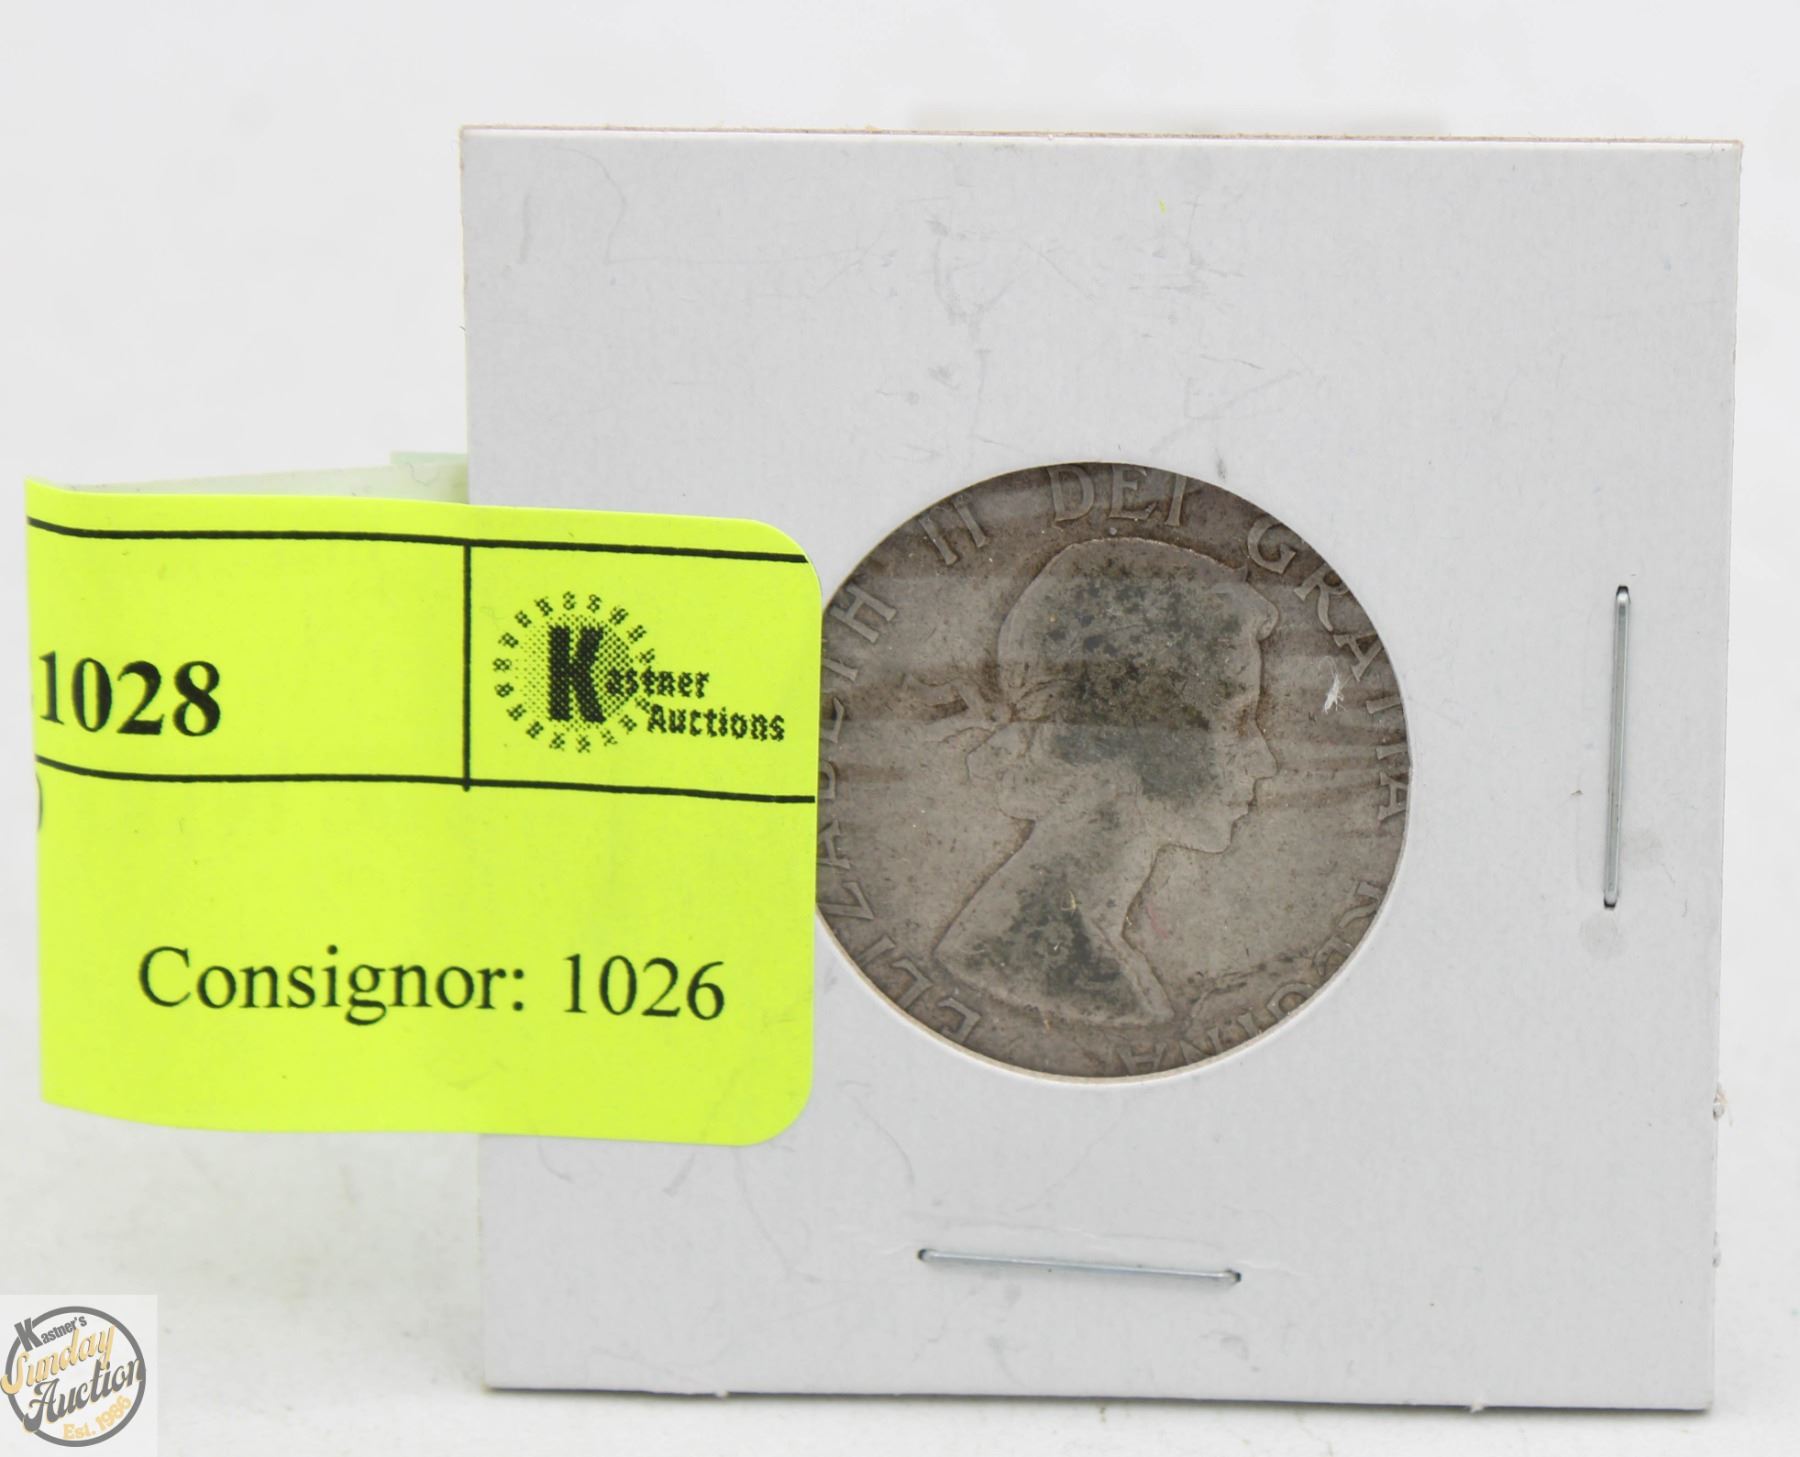 1028
Kastner
Auctions
Consignor: 1026
ELIZABETH II DEI GRATIA REGINA
Kastner's
Sunday
Auction
Est. 1986